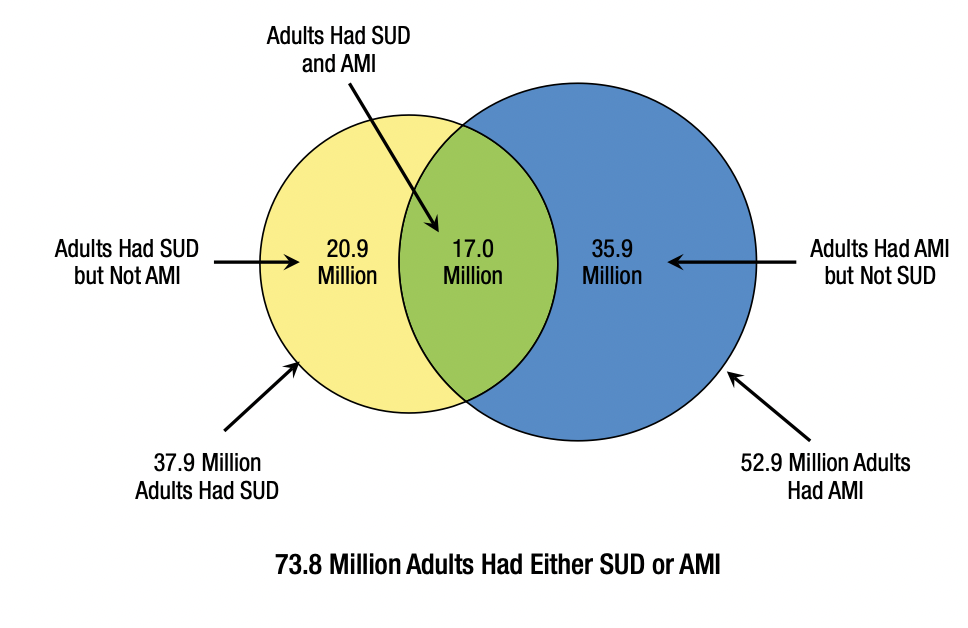 Adults Had SUD
and AMI
Adults Had SUD
but Not AMI
20.9
Million
17.0
Million
35.9
Million
Adults Had AMI
but Not SUD
37.9 Million
Adults Had SUD
52.9 Million Adults
Had AMI
73.8 Million Adults Had Either SUD or AMI